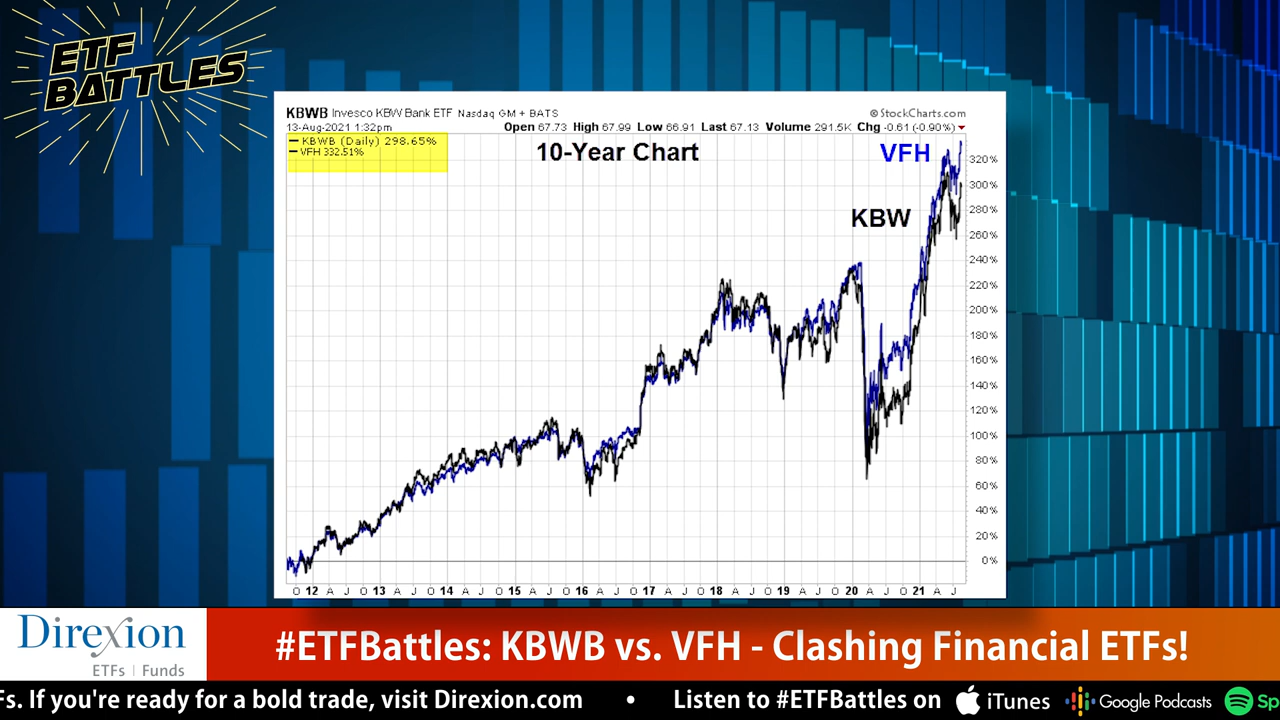 ETF
BATTLES
KBWB Invesco KBW Bank ETF Nasdaq GM + BATS
© StockCharts.com
13-Aug-2021 1:32pm
Open 67.73 High 67.99 Low 66.91 Last 67.13 Volume 291.5K Chg -0.61 (-0.90%)
KBWB (Daily) 298.65%
VFH 332.51%
10-Year Chart
VFH
KBW
320%
300%
280%
260%
240%
220%
200%
180%
160%
140%
120%
100%
80%
60%
40%
20%
0%
O 12 A J O 13 A J O 14 A J O 15 A J O 16 A J O 17 A J O 18 A J O 19 A J O 20 A J O 21 A J
Direxion
ETFs | Funds
#ETFBattles: KBWB vs. VFH - Clashing Financial ETFs!
Fs. If you're ready for a bold trade, visit Direxion.com • Listen to #ETFBattles on iTunes Google Podcasts Sp